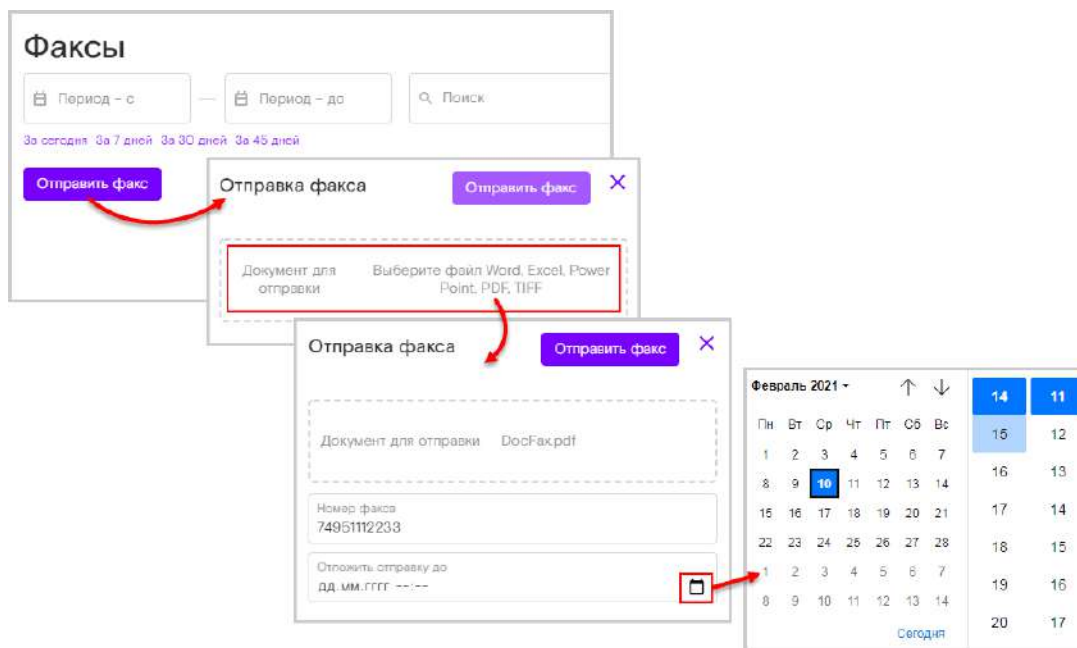 Факсы
Период – с — Период – до Поиск
За сегодня За 7 дней За 30 дней За 45 дней
Отправить факс
Отправка факса Отправить факс
Документ для отправки
Выберите файл Word, Excel, Power Point, PDF, TIFF
Отправка факса Отправить факс
Документ для отправки DocFax.pdf
Номер факса
74951112233
Отложить отправку до
дд.мм.гггг --:--
Февраль 2021
Пн Вт Ср Чт Пт Сб Вс
1 2 3 4 5 6 7
8 9 10 11 12 13 14
15 16 17 18 19 20 21
22 23 24 25 26 27 28
1 2 3 4 5 6 7
8 9 10 11 12 13 14
Сегодня
14 11
15 12
16 13
17 14
18 15
19 16
20 17